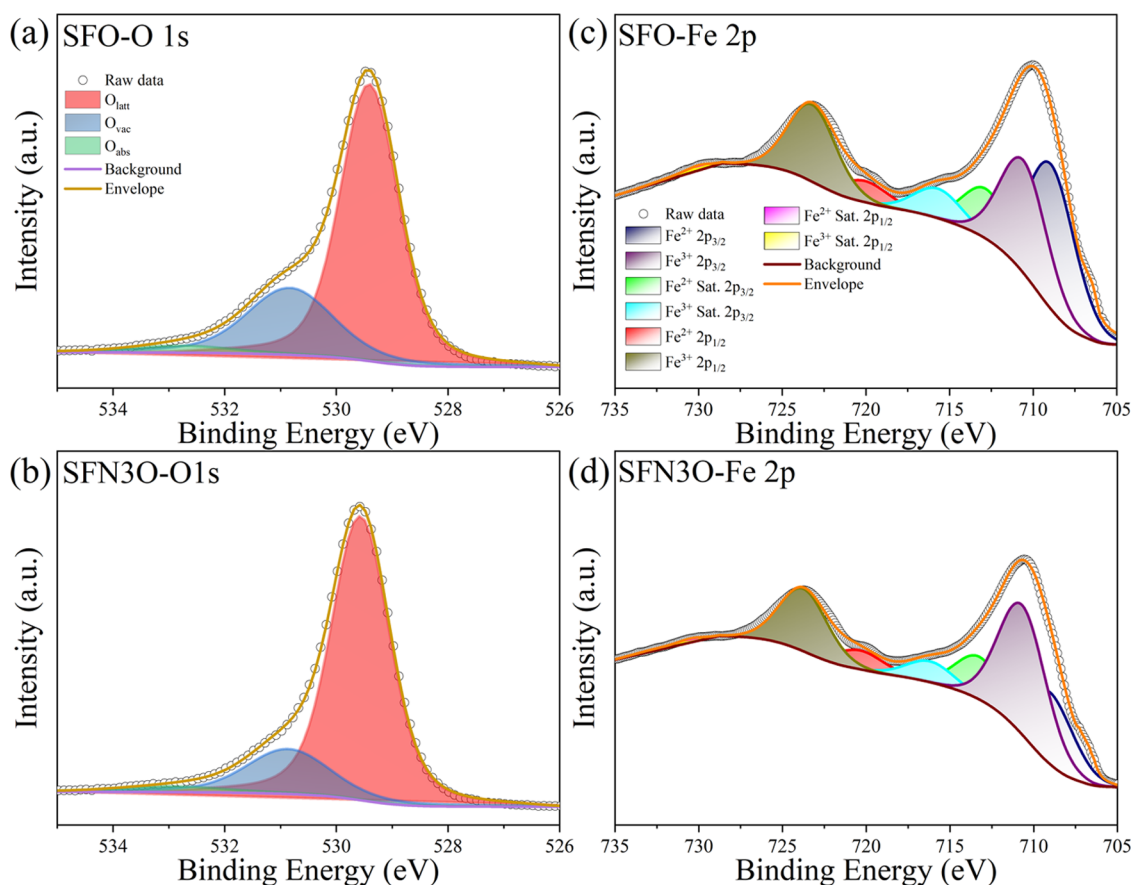 (a) SFO-O 1s
Raw data
O_latt
O_vac
O_abs
Background
Envelope
Intensity (a.u.)
534 532 530 528 526
Binding Energy (eV)
(c) SFO-Fe 2p
Raw data
Fe²⁺ 2p₃/₂
Fe³⁺ 2p₃/₂
Fe²⁺ Sat. 2p₃/₂
Fe³⁺ Sat. 2p₃/₂
Fe²⁺ 2p₁/₂
Fe³⁺ 2p₁/₂
Fe²⁺ Sat. 2p₁/₂
Fe³⁺ Sat. 2p₁/₂
Background
Envelope
Intensity (a.u.)
735 730 725 720 715 710 705
Binding Energy (eV)
(b) SFN3O-O1s
Intensity (a.u.)
534 532 530 528 526
Binding Energy (eV)
(d) SFN3O-Fe 2p
Intensity (a.u.)
735 730 725 720 715 710 705
Binding Energy (eV)